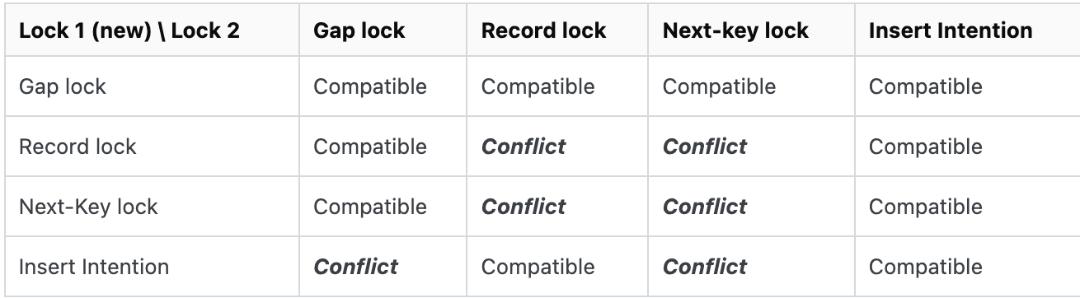 Lock 1 (new) \ Lock 2 Gap lock Record lock Next-key lock Insert Intention
Gap lock Compatible Compatible Compatible Compatible
Record lock Compatible Conflict Conflict Compatible
Next-Key lock Compatible Conflict Conflict Compatible
Insert Intention Conflict Compatible Conflict Compatible